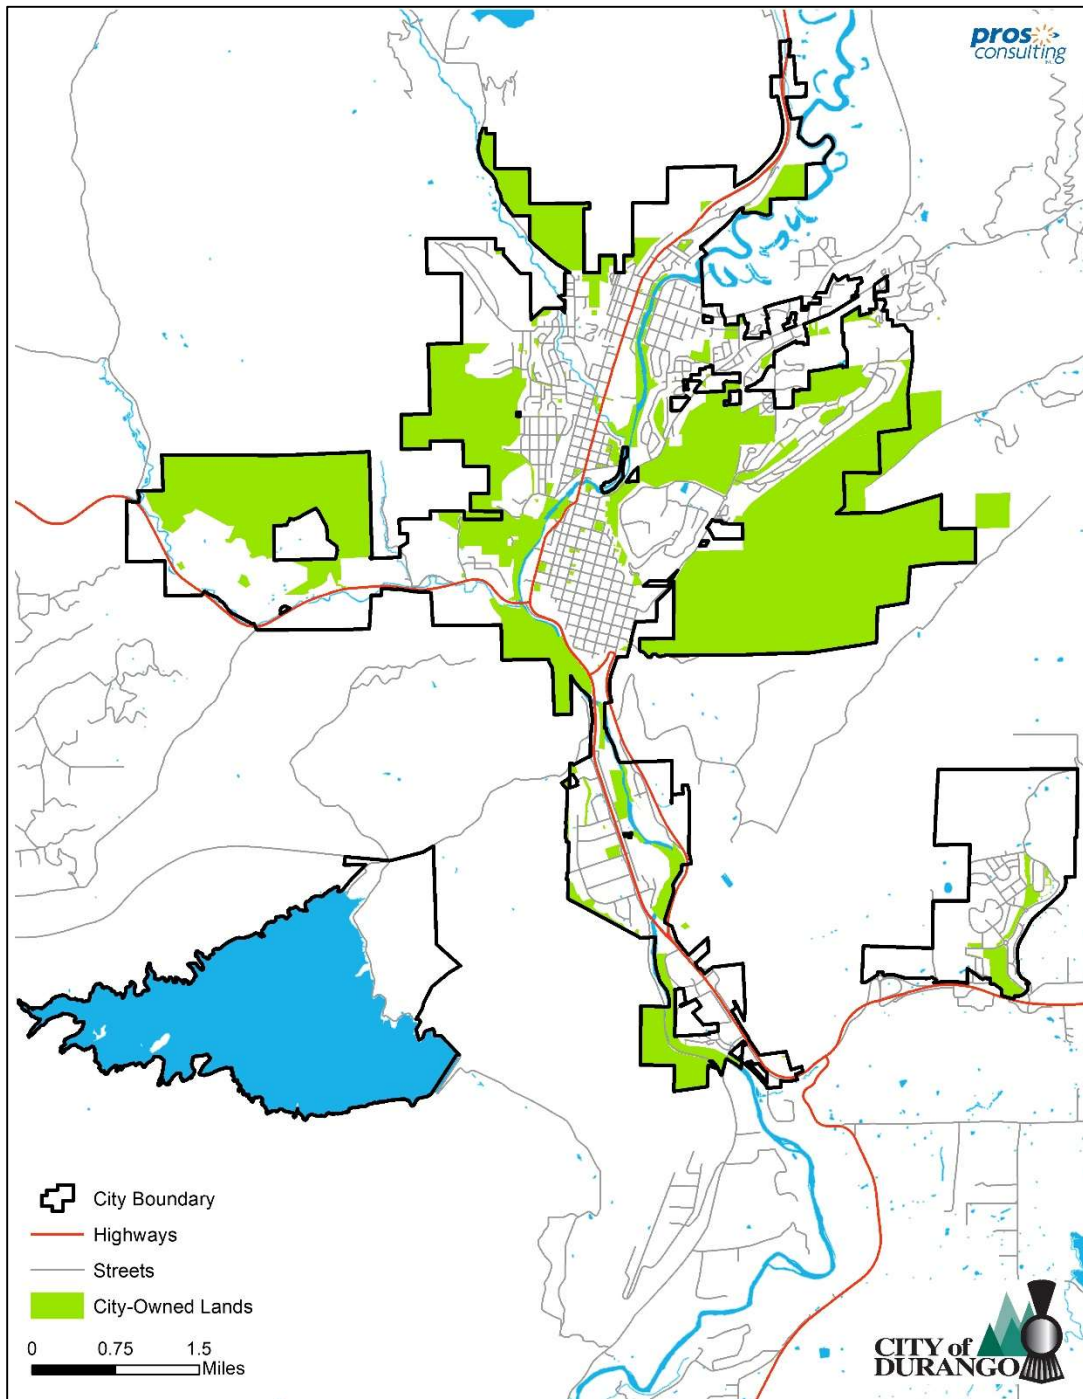 pros
consulting
City Boundary
Highways
Streets
City-Owned Lands
0 0.75 1.5
Miles
CITY of
DURANGO